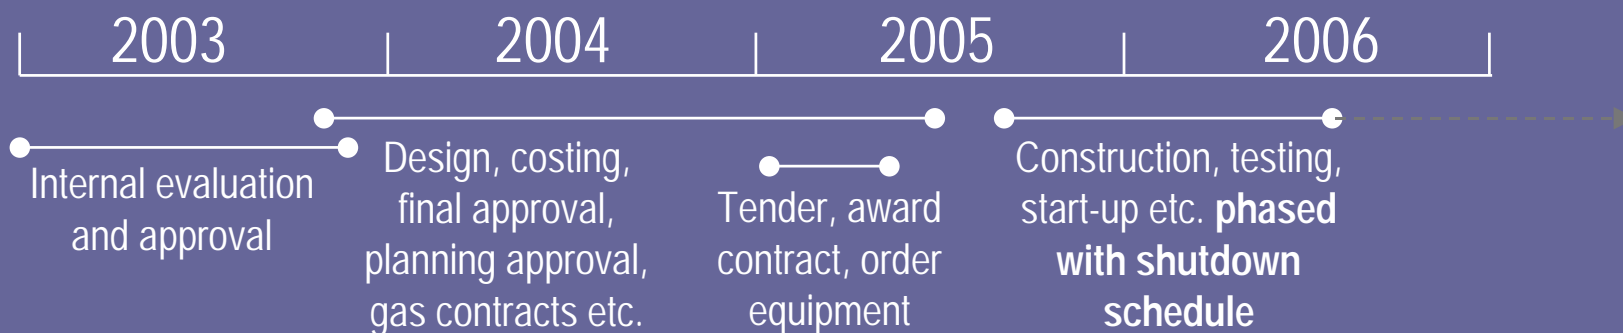 2003 2004 2005 2006
Internal evaluation
and approval
Design, costing,
final approval,
planning approval,
gas contracts etc.
Tender, award
contract, order
equipment
Construction, testing,
start-up etc. phased
with shutdown
schedule